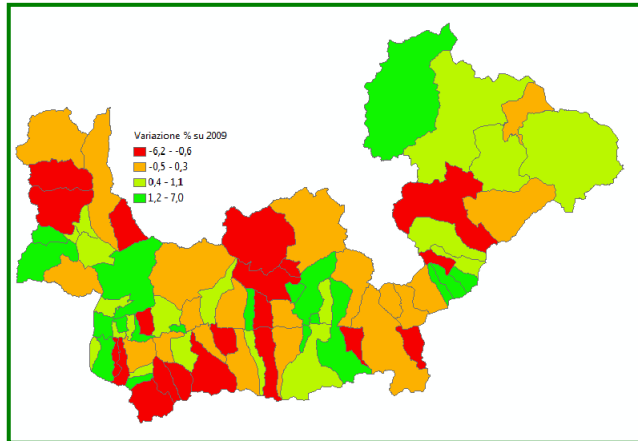 Variazione % su 2009
-6,2 - -0,6
-0,5 - 0,3
0,4 - 1,1
1,2 - 7,0